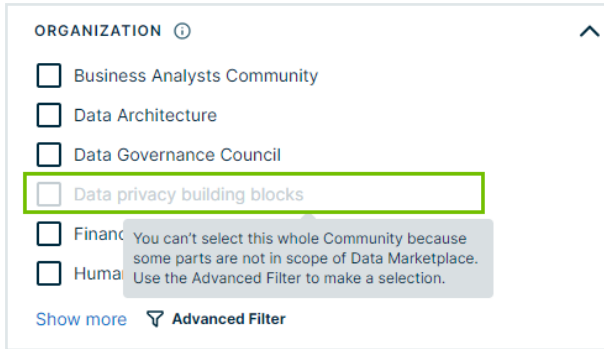 ORGANIZATION
Business Analysts Community
Data Architecture
Data Governance Council
Data privacy building blocks
You can't select this whole Community because
some parts are not in scope of Data Marketplace.
Use the Advanced Filter to make a selection.
Show more Advanced Filter